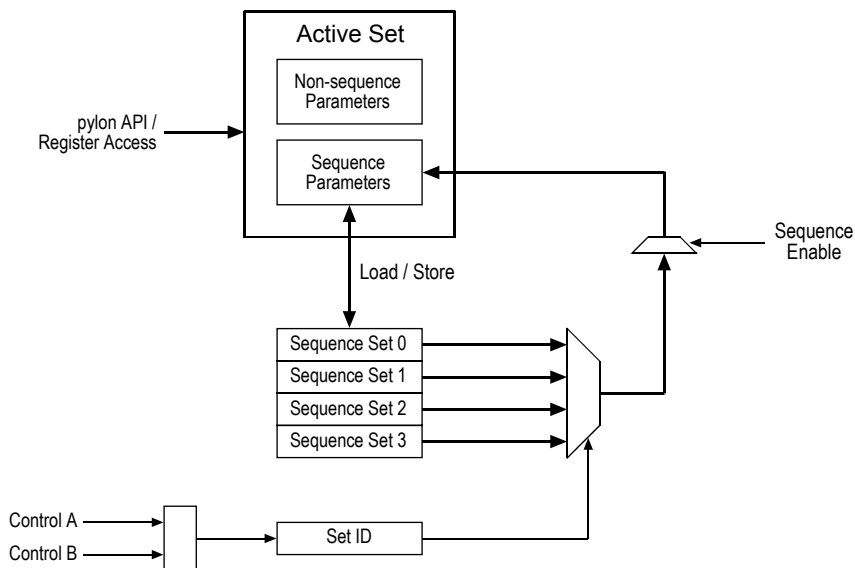 Active Set
Non-sequence
Parameters
pylon API /
Register Access
Sequence
Parameters
Sequence
Enable
Load / Store
Sequence Set 0
Sequence Set 1
Sequence Set 2
Sequence Set 3
Control A
Set ID
Control B